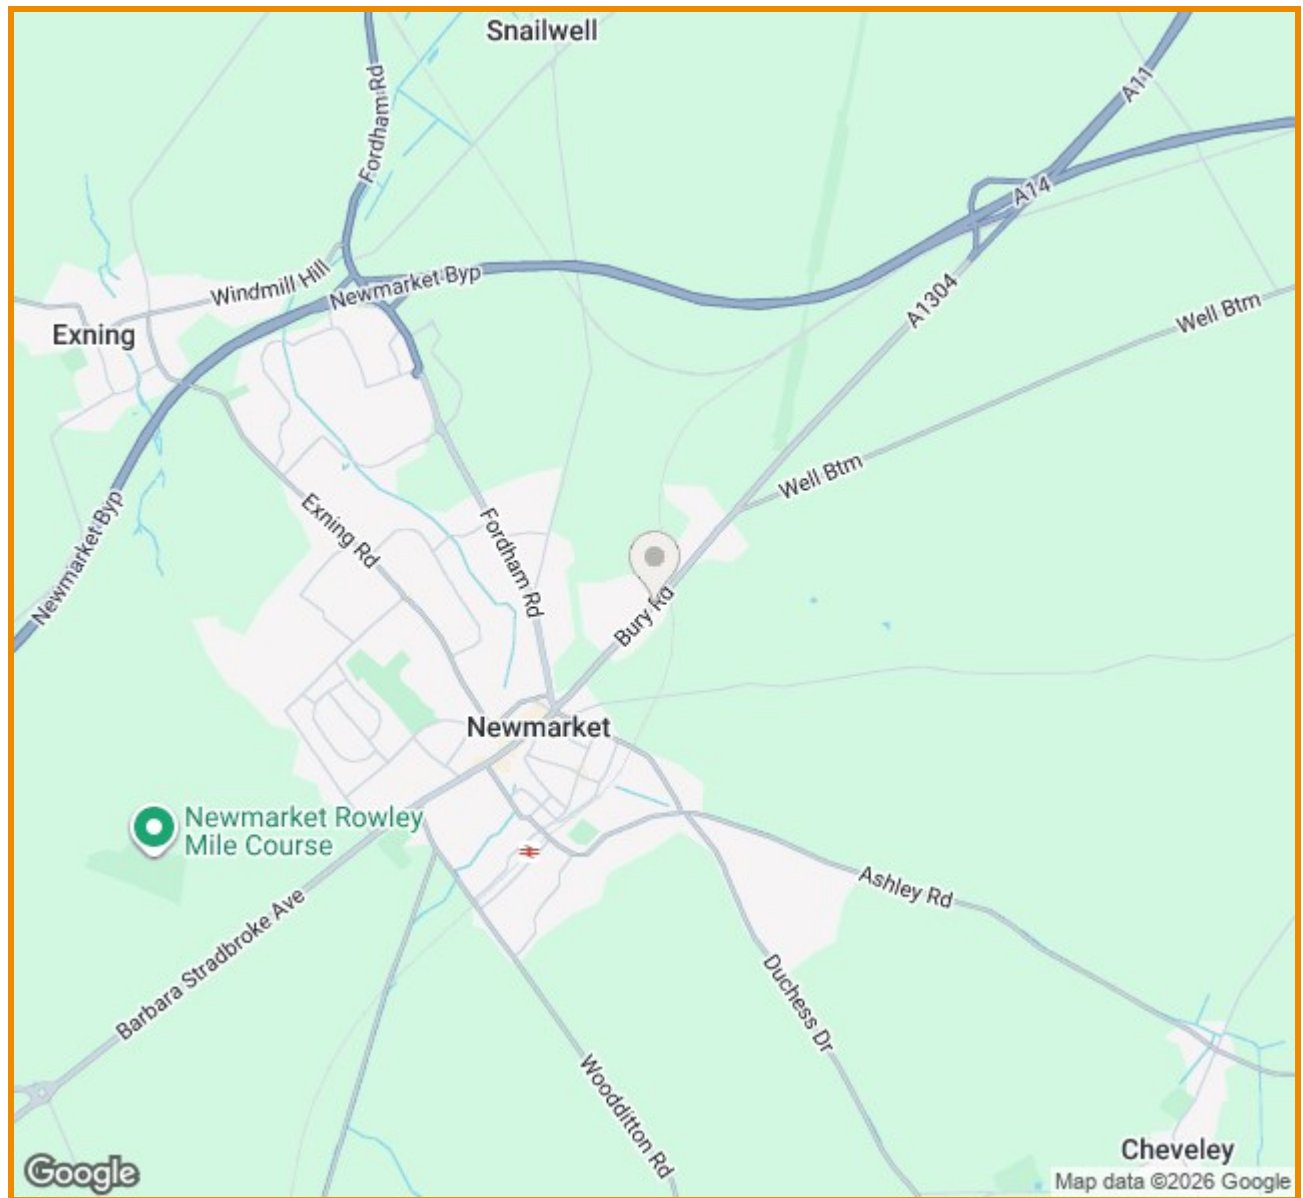 Snailwell
Fordham Rd
A11
A14
Windmill Hill
Newmarket Byp
A1304
Well Btm
Exning
Well Btm
Newmarket Byp
Exning Rd
Fordham Rd
Bury Rd
Newmarket
Newmarket Rowley
Mile Course
Ashley Rd
Barbara Stradbroke Ave
Duchess Dr
Woodditton Rd
Cheveley
Google
Map data ©2026 Google